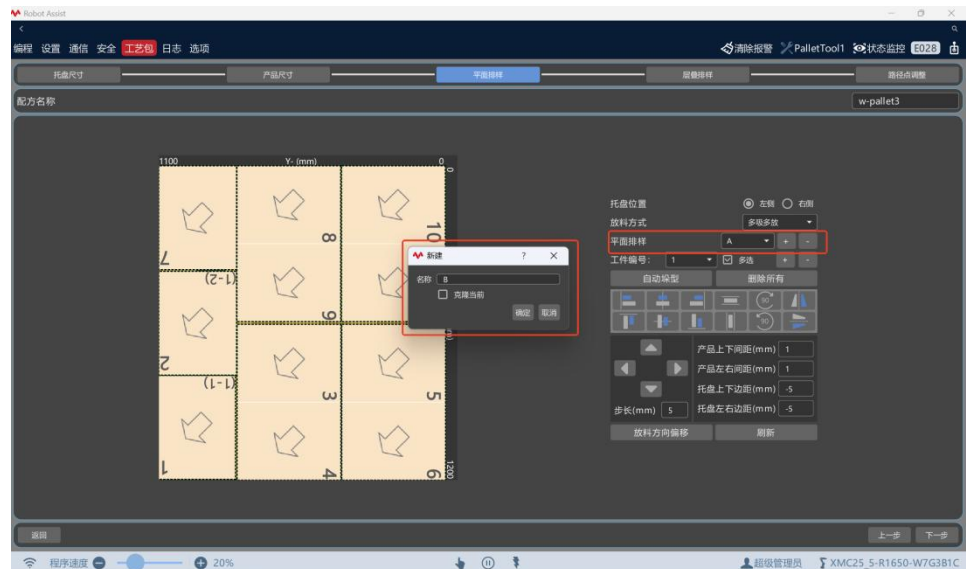 Robot Assist
编程 设置 通信 安全 工艺包 日志 选项 清除报警 PalletTool1 状态监控 E028
托盘尺寸 产品尺寸 平面排样 层叠排样 路径点调整
配方名称 w-pallet3
1100 Y- (mm) 0
0
7 8 10
(1-2)
2 9
(1-1)
3 5
1 4 6
1200
新建 ? ×
名称 B
克隆当前
确定 取消
托盘位置 左侧 右侧
放料方式 多吸多放
平面排样 A + -
工件编号: 1 多选 + -
自动垛型 删除所有
90
90
产品上下间距(mm) 1
产品左右间距(mm) 1
托盘上下边距(mm) -5
步长(mm) 5 托盘左右边距(mm) -5
放料方向偏移 刷新
返回 上一步 下一步
程序速度 20% 超级管理员 XMC25_5-R1650-W7G3B1C